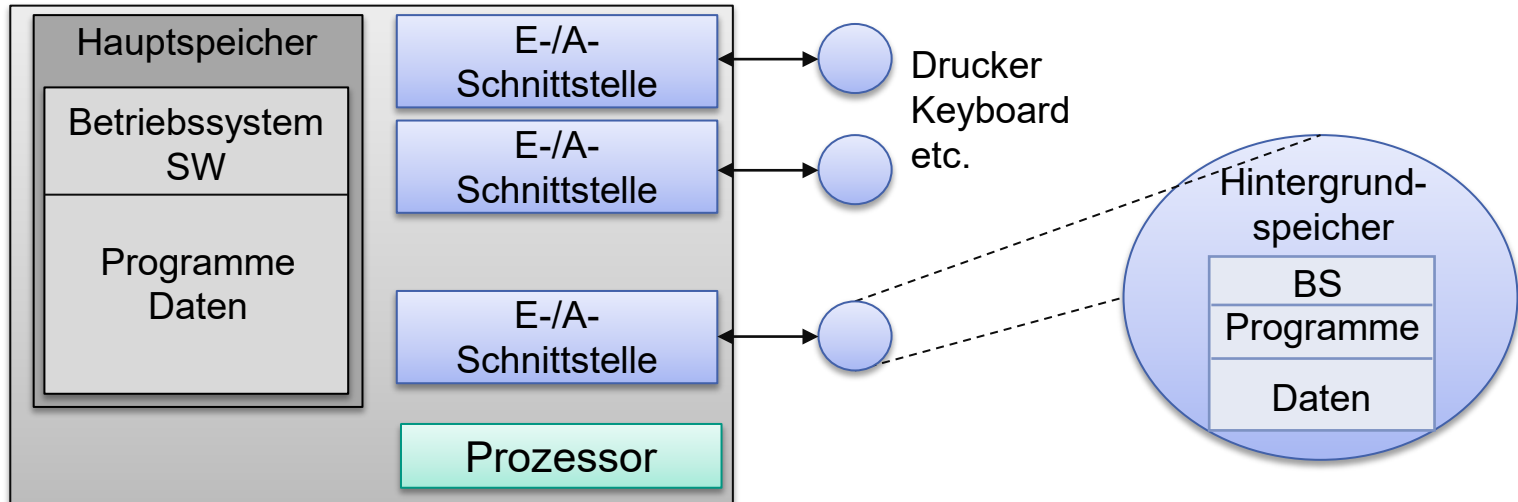 Hauptspeicher
Betriebssystem
SW
Programme
Daten
E-/A-
Schnittstelle
E-/A-
Schnittstelle
E-/A-
Schnittstelle
Prozessor
Drucker
Keyboard
etc.
Hintergrund-
speicher
BS
Programme
Daten